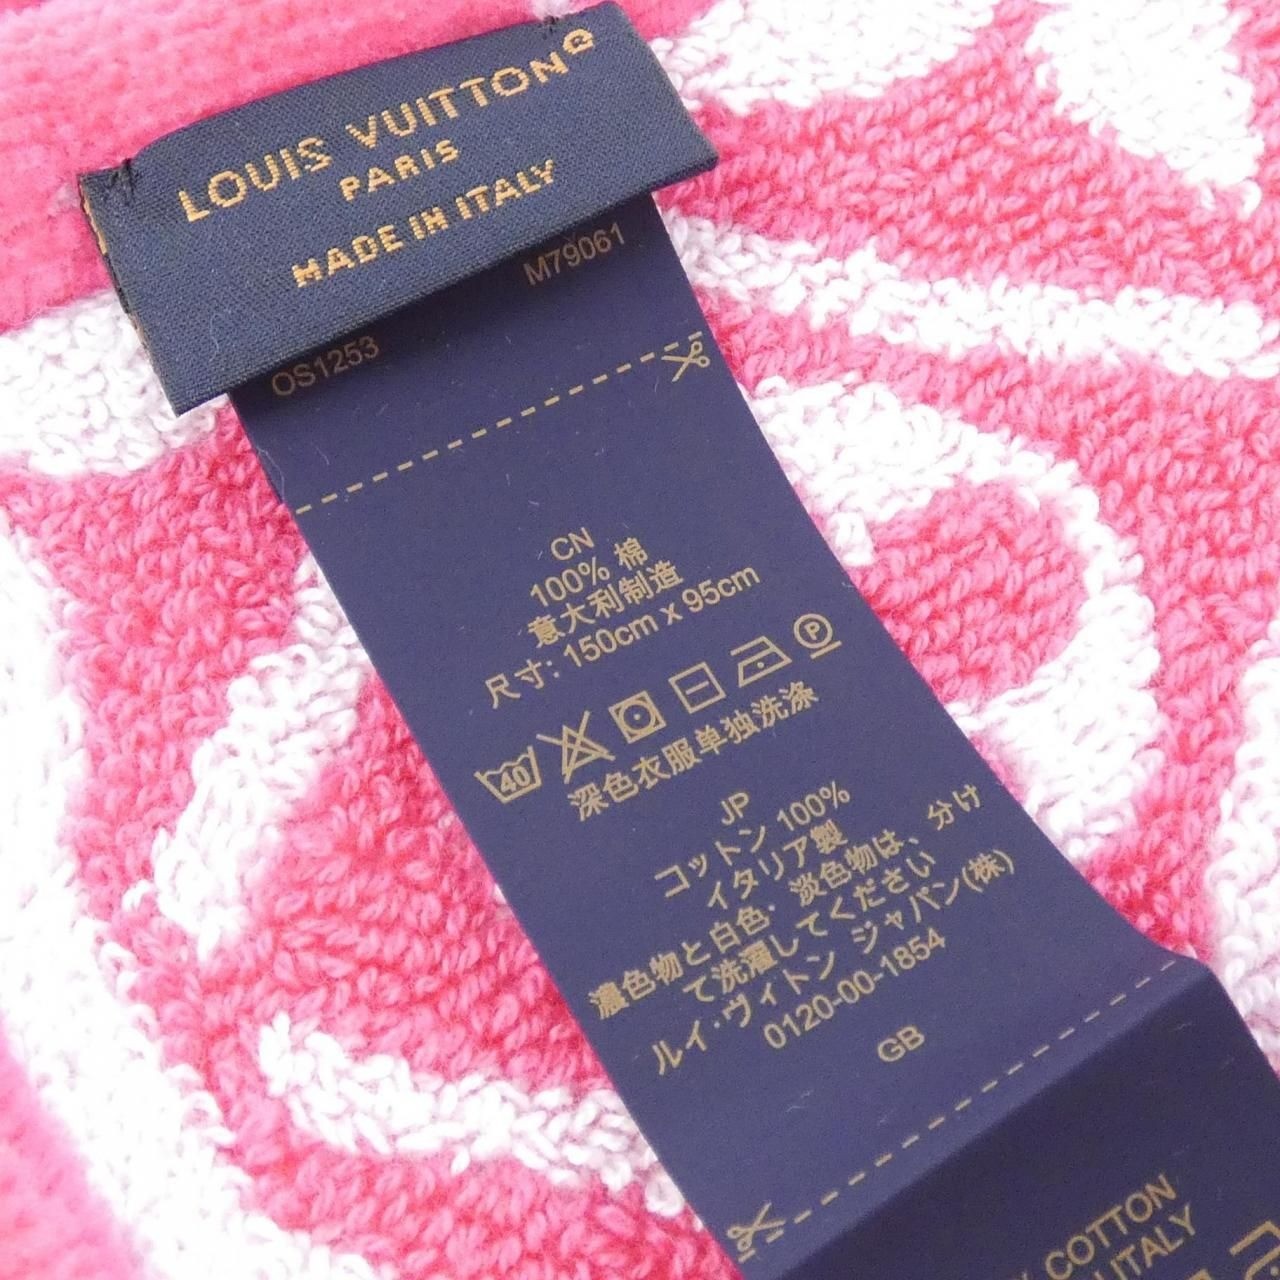 LOUIS VUITTON®
PARIS
MADE IN ITALY
OS1253 M79061
CN
100% 棉
意大利制造
尺寸: 150cm x 95cm
40 P
深色衣服单独洗涤
JP
コットン 100%
イタリア製
濃色物と白色・淡色物は、分け
て洗濯してください
ルイ・ヴィトン ジャパン(株)
0120-00-1854
GB
COTTON
ITALY